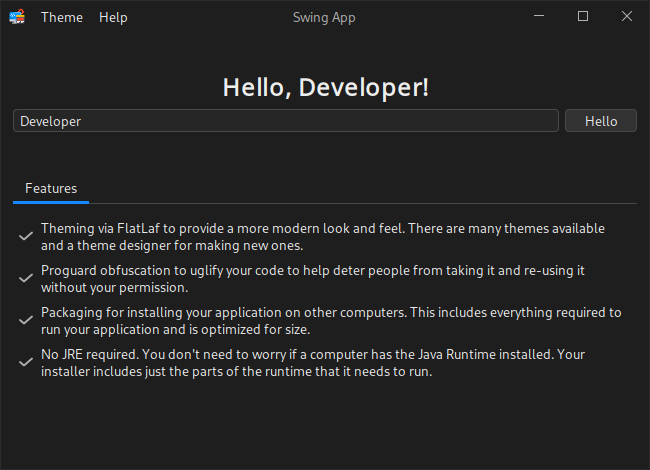 Theme Help Swing App
Hello, Developer!
Developer Hello
Features
Theming via FlatLaf to provide a more modern look and feel. There are many themes available
and a theme designer for making new ones.
Proguard obfuscation to uglify your code to help deter people from taking it and re-using it
without your permission.
Packaging for installing your application on other computers. This includes everything required to
run your application and is optimized for size.
No JRE required. You don't need to worry if a computer has the Java Runtime installed. Your
installer includes just the parts of the runtime that it needs to run.